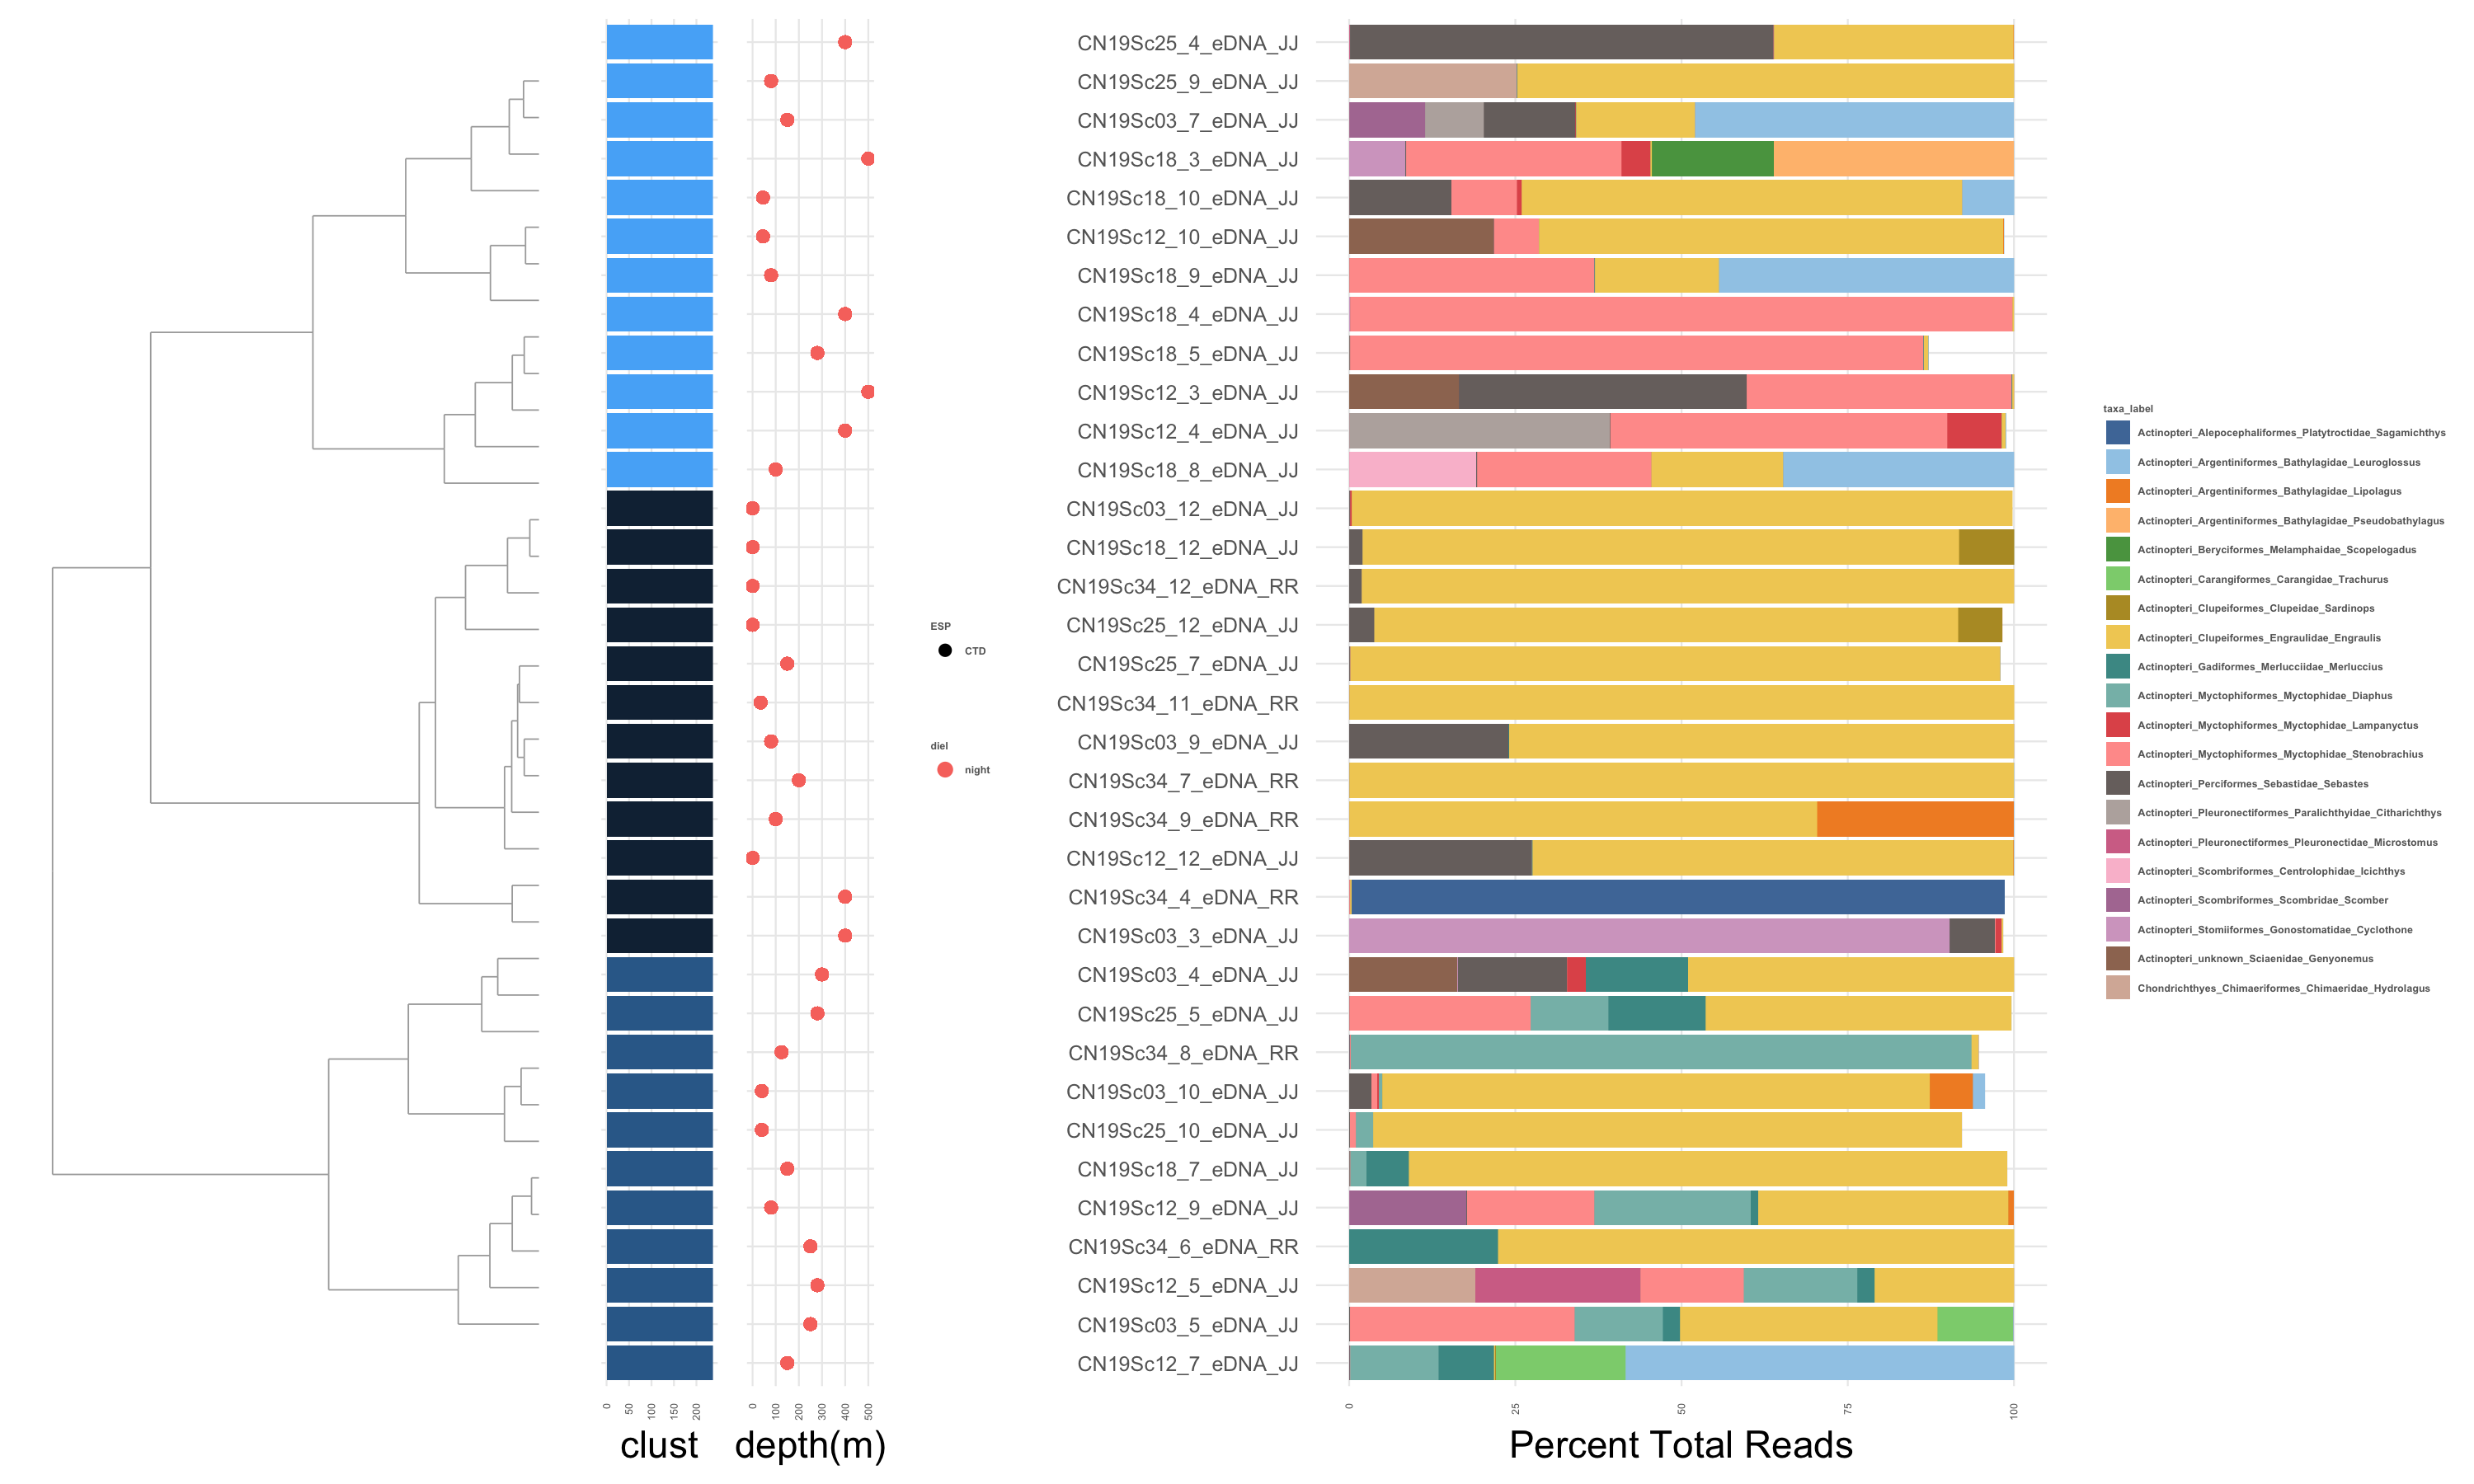 CN19Sc25_4_eDNA_JJ
CN19Sc25_9_eDNA_JJ
CN19Sc03_7_eDNA_JJ
CN19Sc18_3_eDNA_JJ
CN19Sc18_10_eDNA_JJ
CN19Sc12_10_eDNA_JJ
CN19Sc18_9_eDNA_JJ
CN19Sc18_4_eDNA_JJ
CN19Sc18_5_eDNA_JJ
CN19Sc12_3_eDNA_JJ
CN19Sc12_4_eDNA_JJ
CN19Sc18_8_eDNA_JJ
CN19Sc03_12_eDNA_JJ
CN19Sc18_12_eDNA_JJ
CN19Sc34_12_eDNA_RR
CN19Sc25_12_eDNA_JJ
CN19Sc25_7_eDNA_JJ
CN19Sc34_11_eDNA_RR
CN19Sc03_9_eDNA_JJ
CN19Sc34_7_eDNA_RR
CN19Sc34_9_eDNA_RR
CN19Sc12_12_eDNA_JJ
CN19Sc34_4_eDNA_RR
CN19Sc03_3_eDNA_JJ
CN19Sc03_4_eDNA_JJ
CN19Sc25_5_eDNA_JJ
CN19Sc34_8_eDNA_RR
CN19Sc03_10_eDNA_JJ
CN19Sc25_10_eDNA_JJ
CN19Sc18_7_eDNA_JJ
CN19Sc12_9_eDNA_JJ
CN19Sc34_6_eDNA_RR
CN19Sc12_5_eDNA_JJ
CN19Sc03_5_eDNA_JJ
CN19Sc12_7_eDNA_JJ
ESP
CTD
diel
night
taxa_label
Actinopteri_Alepocephaliformes_Platytroctidae_Sagamichthys
Actinopteri_Argentiniformes_Bathylagidae_Leuroglossus
Actinopteri_Argentiniformes_Bathylagidae_Lipolagus
Actinopteri_Argentiniformes_Bathylagidae_Pseudobathylagus
Actinopteri_Beryciformes_Melamphaidae_Scopelogadus
Actinopteri_Carangiformes_Carangidae_Trachurus
Actinopteri_Clupeiformes_Clupeidae_Sardinops
Actinopteri_Clupeiformes_Engraulidae_Engraulis
Actinopteri_Gadiformes_Merlucciidae_Merluccius
Actinopteri_Myctophiformes_Myctophidae_Diaphus
Actinopteri_Myctophiformes_Myctophidae_Lampanyctus
Actinopteri_Myctophiformes_Myctophidae_Stenobrachius
Actinopteri_Perciformes_Sebastidae_Sebastes
Actinopteri_Pleuronectiformes_Paralichthyidae_Citharichthys
Actinopteri_Pleuronectiformes_Pleuronectidae_Microstomus
Actinopteri_Scombriformes_Centrolophidae_Icichthys
Actinopteri_Scombriformes_Scombridae_Scomber
Actinopteri_Stomiiformes_Gonostomatidae_Cyclothone
Actinopteri_unknown_Sciaenidae_Genyonemus
Chondrichthyes_Chimaeriformes_Chimaeridae_Hydrolagus
0 50 100 150 200
0 100 200 300 400 500
0 25 50 75 100
clust
depth(m)
Percent Total Reads